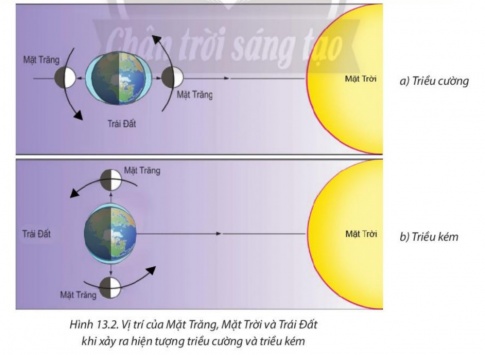 Chân trời sáng tạo
Mặt Trăng
Mặt Trăng
Trái Đất
Mặt Trời
a) Triều cường
Mặt Trăng
Trái Đất
Mặt Trời
b) Triều kém
Mặt Trăng
Hình 13.2. Vị trí của Mặt Trăng, Mặt Trời và Trái Đất
khi xảy ra hiện tượng triều cường và triều kém